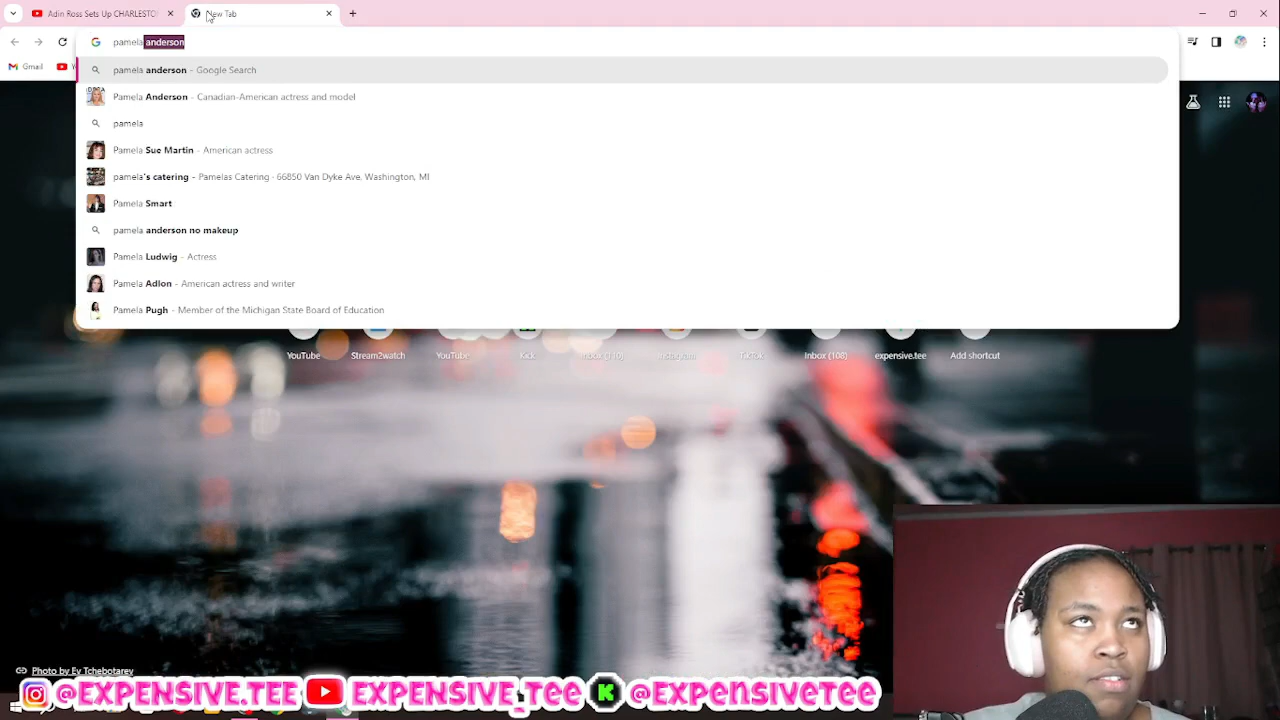 Adin Ross Sets Up CHARLESTO
New Tab
pamela anderson
Gmail
pamela anderson - Google Search
Pamela Anderson - Canadian-American actress and model
pamela
Pamela Sue Martin - American actress
pamela's catering - Pamelas Catering · 66850 Van Dyke Ave, Washington, MI
Pamela Smart
pamela anderson no makeup
Pamela Ludwig - Actress
Pamela Adlon - American actress and writer
Pamela Pugh - Member of the Michigan State Board of Education
YouTube
Stream2watch
YouTube
Kick
Inbox (110)
Instagram
TikTok
Inbox (108)
expensive.tee
Add shortcut
Photo by Ev Tchebotarev
@EXPENSIVE.TEE
EXPENSIVE_TEE
K
@EXPENSIVETEE